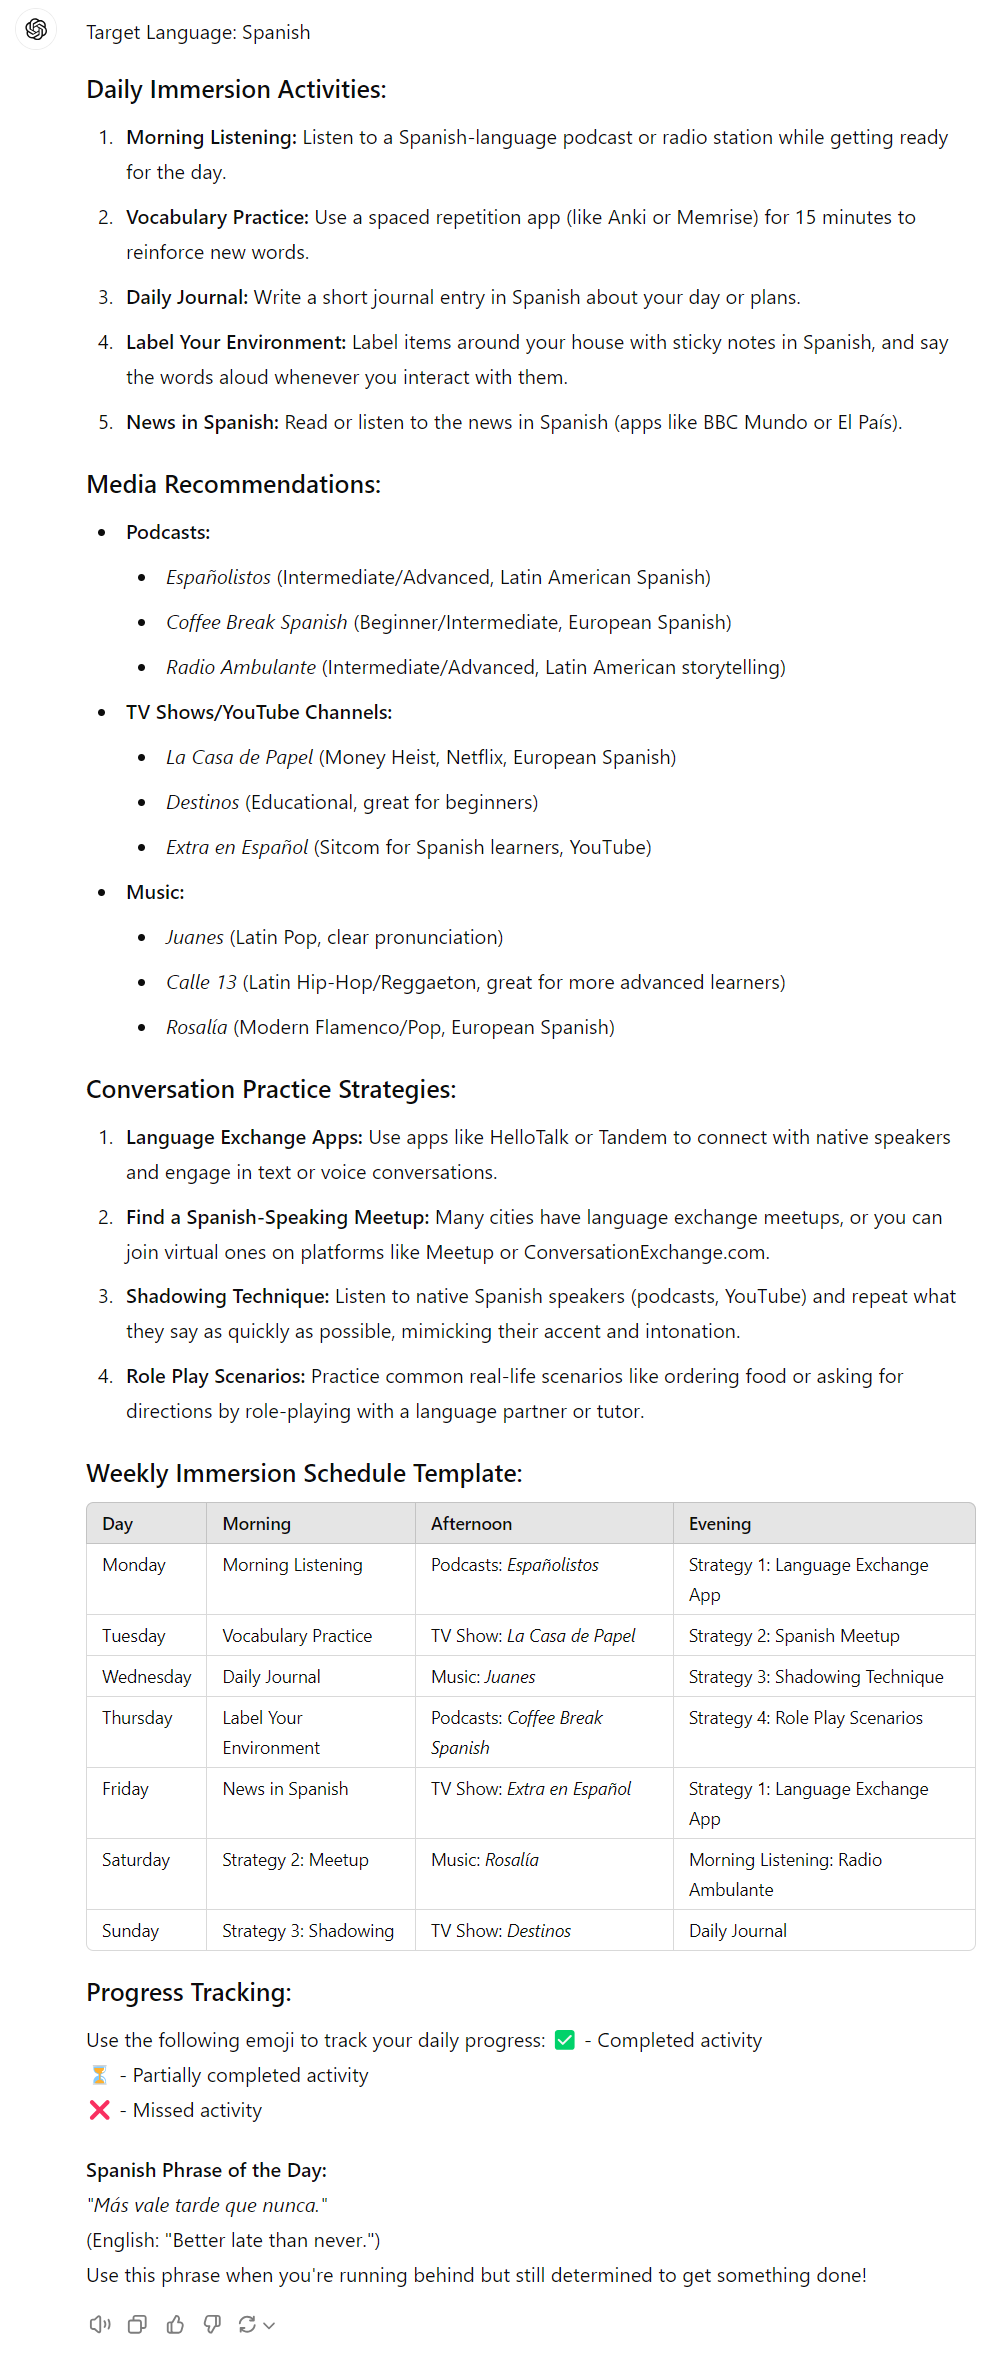 Target Language: Spanish
Daily Immersion Activities:
1. Morning Listening: Listen to a Spanish-language podcast or radio station while getting ready
for the day.
2. Vocabulary Practice: Use a spaced repetition app (like Anki or Memrise) for 15 minutes to
reinforce new words.
3. Daily Journal: Write a short journal entry in Spanish about your day or plans.
4. Label Your Environment: Label items around your house with sticky notes in Spanish, and say
the words aloud whenever you interact with them.
5. News in Spanish: Read or listen to the news in Spanish (apps like BBC Mundo or El País).
Media Recommendations:
• Podcasts:
• Españolistos (Intermediate/Advanced, Latin American Spanish)
• Coffee Break Spanish (Beginner/Intermediate, European Spanish)
• Radio Ambulante (Intermediate/Advanced, Latin American storytelling)
• TV Shows/YouTube Channels:
• La Casa de Papel (Money Heist, Netflix, European Spanish)
• Destinos (Educational, great for beginners)
• Extra en Español (Sitcom for Spanish learners, YouTube)
• Music:
• Juanes (Latin Pop, clear pronunciation)
• Calle 13 (Latin Hip-Hop/Reggaeton, great for more advanced learners)
• Rosalía (Modern Flamenco/Pop, European Spanish)
Conversation Practice Strategies:
1. Language Exchange Apps: Use apps like HelloTalk or Tandem to connect with native speakers
and engage in text or voice conversations.
2. Find a Spanish-Speaking Meetup: Many cities have language exchange meetups, or you can
join virtual ones on platforms like Meetup or ConversationExchange.com.
3. Shadowing Technique: Listen to native Spanish speakers (podcasts, YouTube) and repeat what
they say as quickly as possible, mimicking their accent and intonation.
4. Role Play Scenarios: Practice common real-life scenarios like ordering food or asking for
directions by role-playing with a language partner or tutor.
Weekly Immersion Schedule Template:
Day Morning Afternoon Evening
Monday Morning Listening Podcasts: Españolistos Strategy 1: Language Exchange
App
Tuesday Vocabulary Practice TV Show: La Casa de Papel Strategy 2: Spanish Meetup
Wednesday Daily Journal Music: Juanes Strategy 3: Shadowing Technique
Thursday Label Your Podcasts: Coffee Break Strategy 4: Role Play Scenarios
Environment Spanish
Friday News in Spanish TV Show: Extra en Español Strategy 1: Language Exchange
App
Saturday Strategy 2: Meetup Music: Rosalía Morning Listening: Radio
Ambulante
Sunday Strategy 3: Shadowing TV Show: Destinos Daily Journal
Progress Tracking:
Use the following emoji to track your daily progress: ✅ - Completed activity
⏳ - Partially completed activity
❌ - Missed activity
Spanish Phrase of the Day:
"Más vale tarde que nunca."
(English: "Better late than never.")
Use this phrase when you're running behind but still determined to get something done!